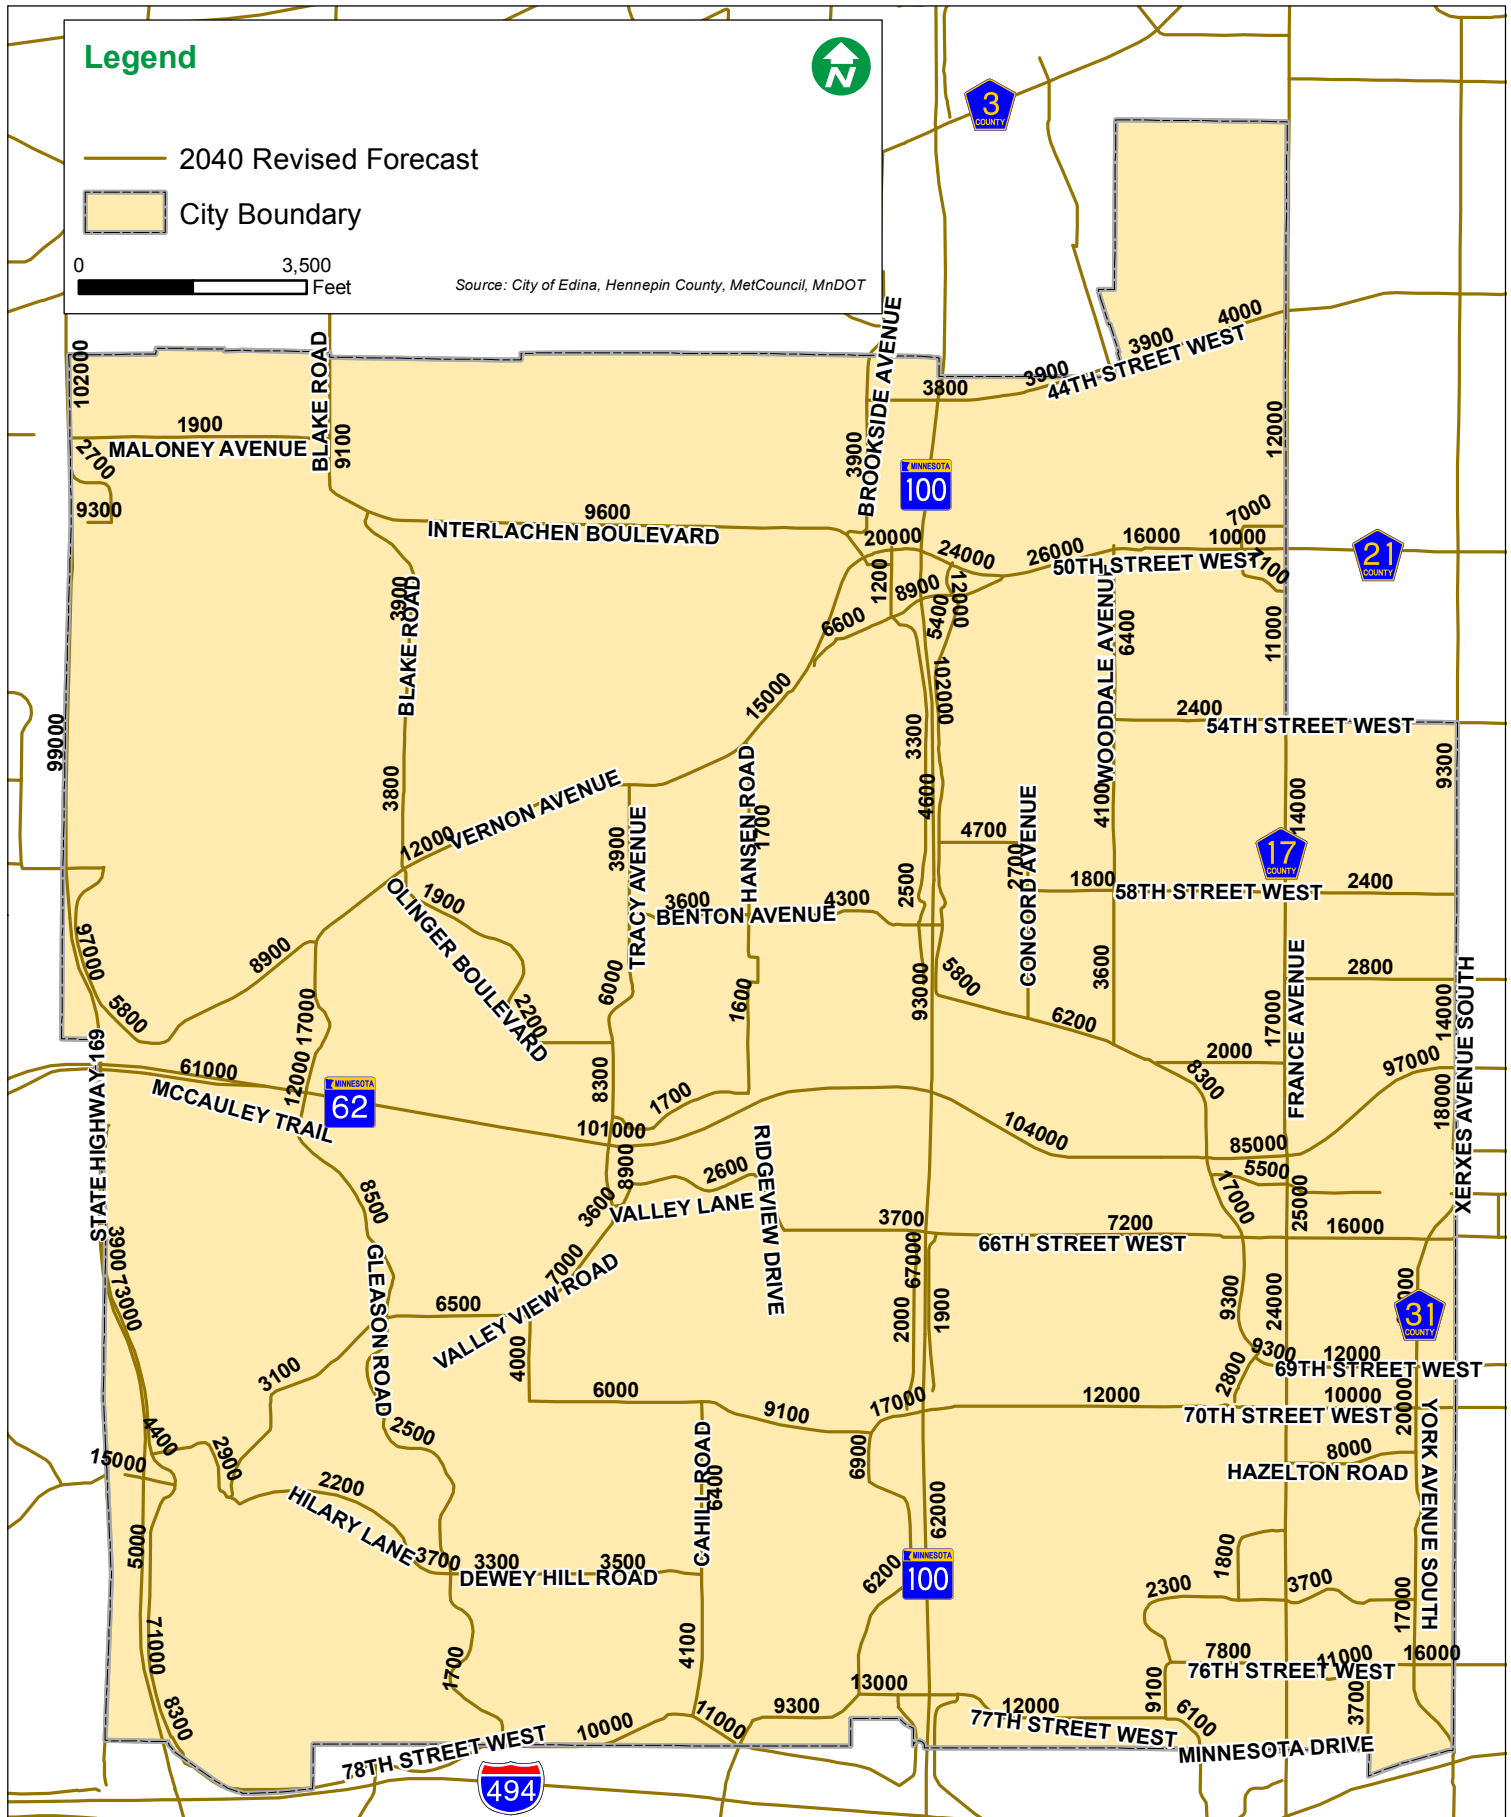 Legend
N
2040 Revised Forecast
City Boundary
0
3,500
Feet
Source: City of Edina, Hennepin County, MetCouncil, MnDOT
3
COUNTY
4000
3900
44TH STREET WEST
3900
3800
BROOKSIDE AVENUE
3900
102000
BLAKE ROAD
9100
1900
MALONEY AVENUE
2700
9300
12000
MINNESOTA
100
9600
INTERLACHEN BOULEVARD
20000
24000
26000
16000
10000
7000
50TH STREET WEST
7100
21
COUNTY
1200
8900
12000
5400
6600
3900
BLAKE ROAD
WOODDALE AVENUE
6400
11000
15000
102000
2400
54TH STREET WEST
99000
3300
9300
3800
VERNON AVENUE
12000
HANSEN ROAD
1700
4600
4100
14000
3900
TRACY AVENUE
4700
CONCORD AVENUE
2700
17
COUNTY
1900
OLINGER BOULEVARD
3600
BENTON AVENUE
4300
2500
1800
58TH STREET WEST
2400
97000
8900
5800
17000
6000
2200
1600
93000
5800
6200
3600
FRANCE AVENUE
17000
2800
14000
XERXES AVENUE SOUTH
STATE HIGHWAY 169
61000
MCCAULEY TRAIL
12000
MINNESOTA
62
8300
1700
101000
2000
8300
97000
18000
104000
85000
5500
8900
2600
RIDGEVIEW DRIVE
3600
VALLEY LANE
8500
17000
25000
3700
7200
66TH STREET WEST
16000
3900
73000
GLEASON ROAD
7000
VALLEY VIEW ROAD
6500
4000
67000
2000
1900
9300
24000
31
COUNTY
3100
9300
12000
69TH STREET WEST
2800
6000
9100
17000
12000
10000
70TH STREET WEST
20000
4400
15000
2900
2500
CAHILL ROAD
6400
6900
8000
HAZELTON ROAD
YORK AVENUE SOUTH
2200
HILARY LANE
62000
5000
3700
3300
3500
DEWEY HILL ROAD
6200
MINNESOTA
100
1800
2300
3700
17000
71000
1700
4100
7800
11000
16000
76TH STREET WEST
8300
13000
9100
3700
10000
11000
9300
12000
77TH STREET WEST
6100
78TH STREET WEST
MINNESOTA DRIVE
494